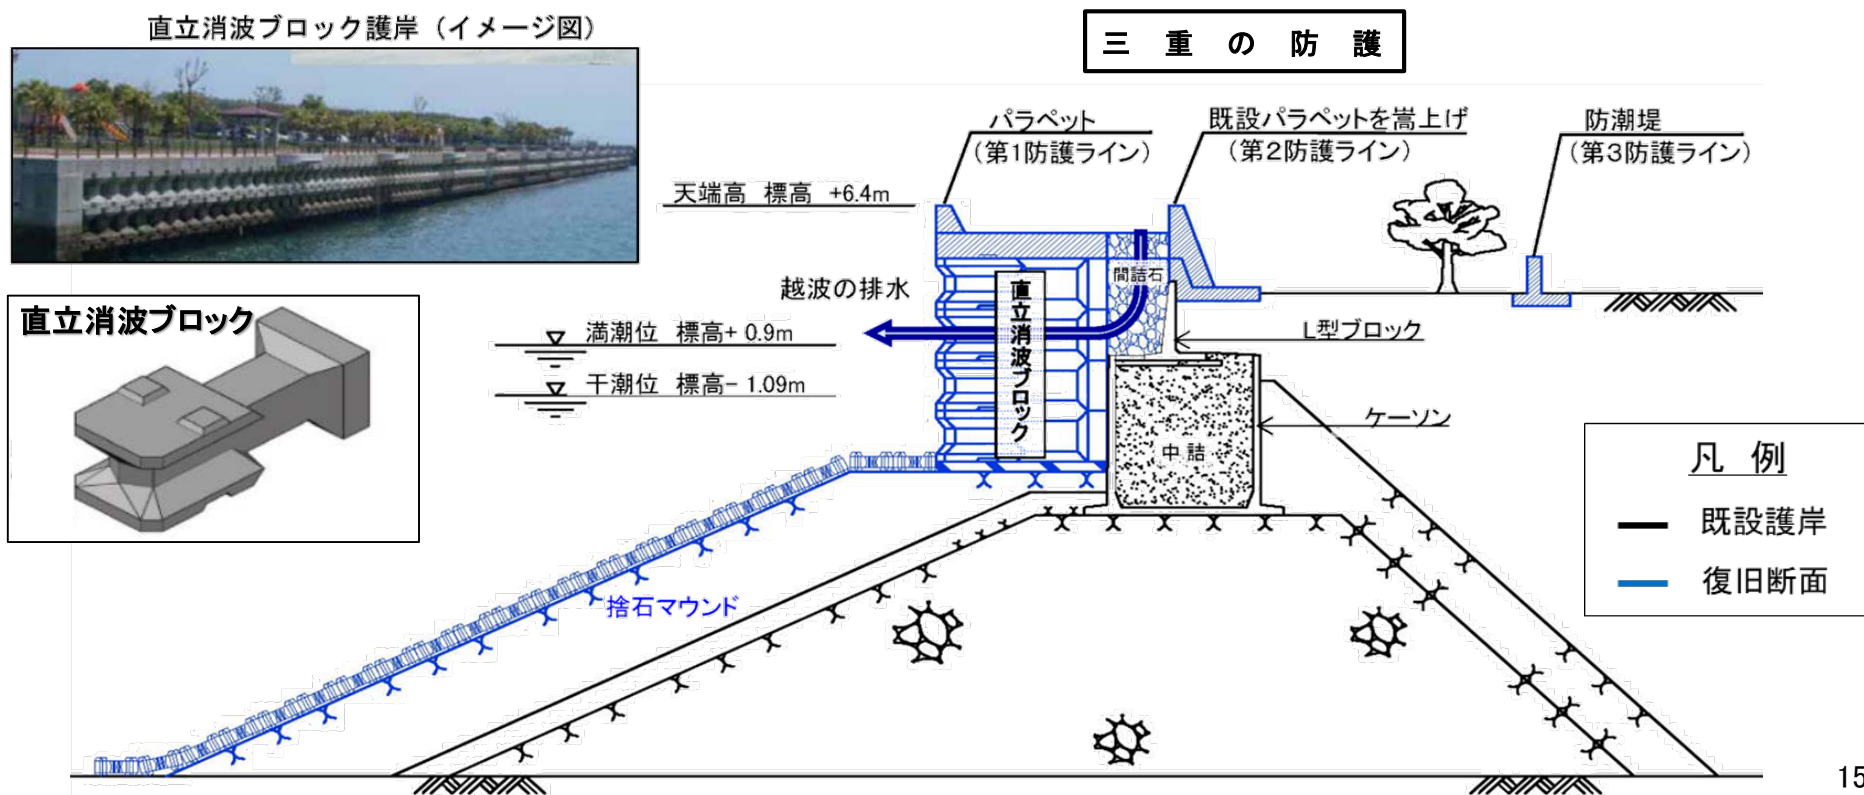 直立消波ブロック護岸（イメージ図）
三重の防護
パラペット
（第1防護ライン）
既設パラペットを嵩上げ
（第2防護ライン）
防潮堤
（第3防護ライン）
天端高 標高 +6.4m
間詰石
越波の排水
直立消波ブロック
直立消波ブロック
満潮位 標高+ 0.9m
L型ブロック
干潮位 標高− 1.09m
ケーソン
中詰
凡例
既設護岸
復旧断面
捨石マウンド
15